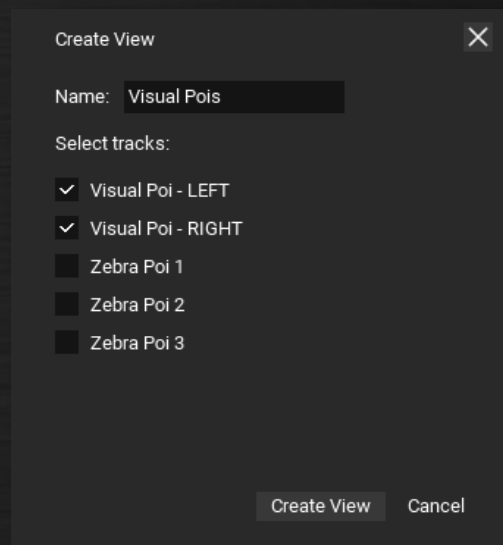 Create View
Name: Visual Pois
Select tracks:
Visual Poi - LEFT
Visual Poi - RIGHT
Zebra Poi 1
Zebra Poi 2
Zebra Poi 3
Create View Cancel